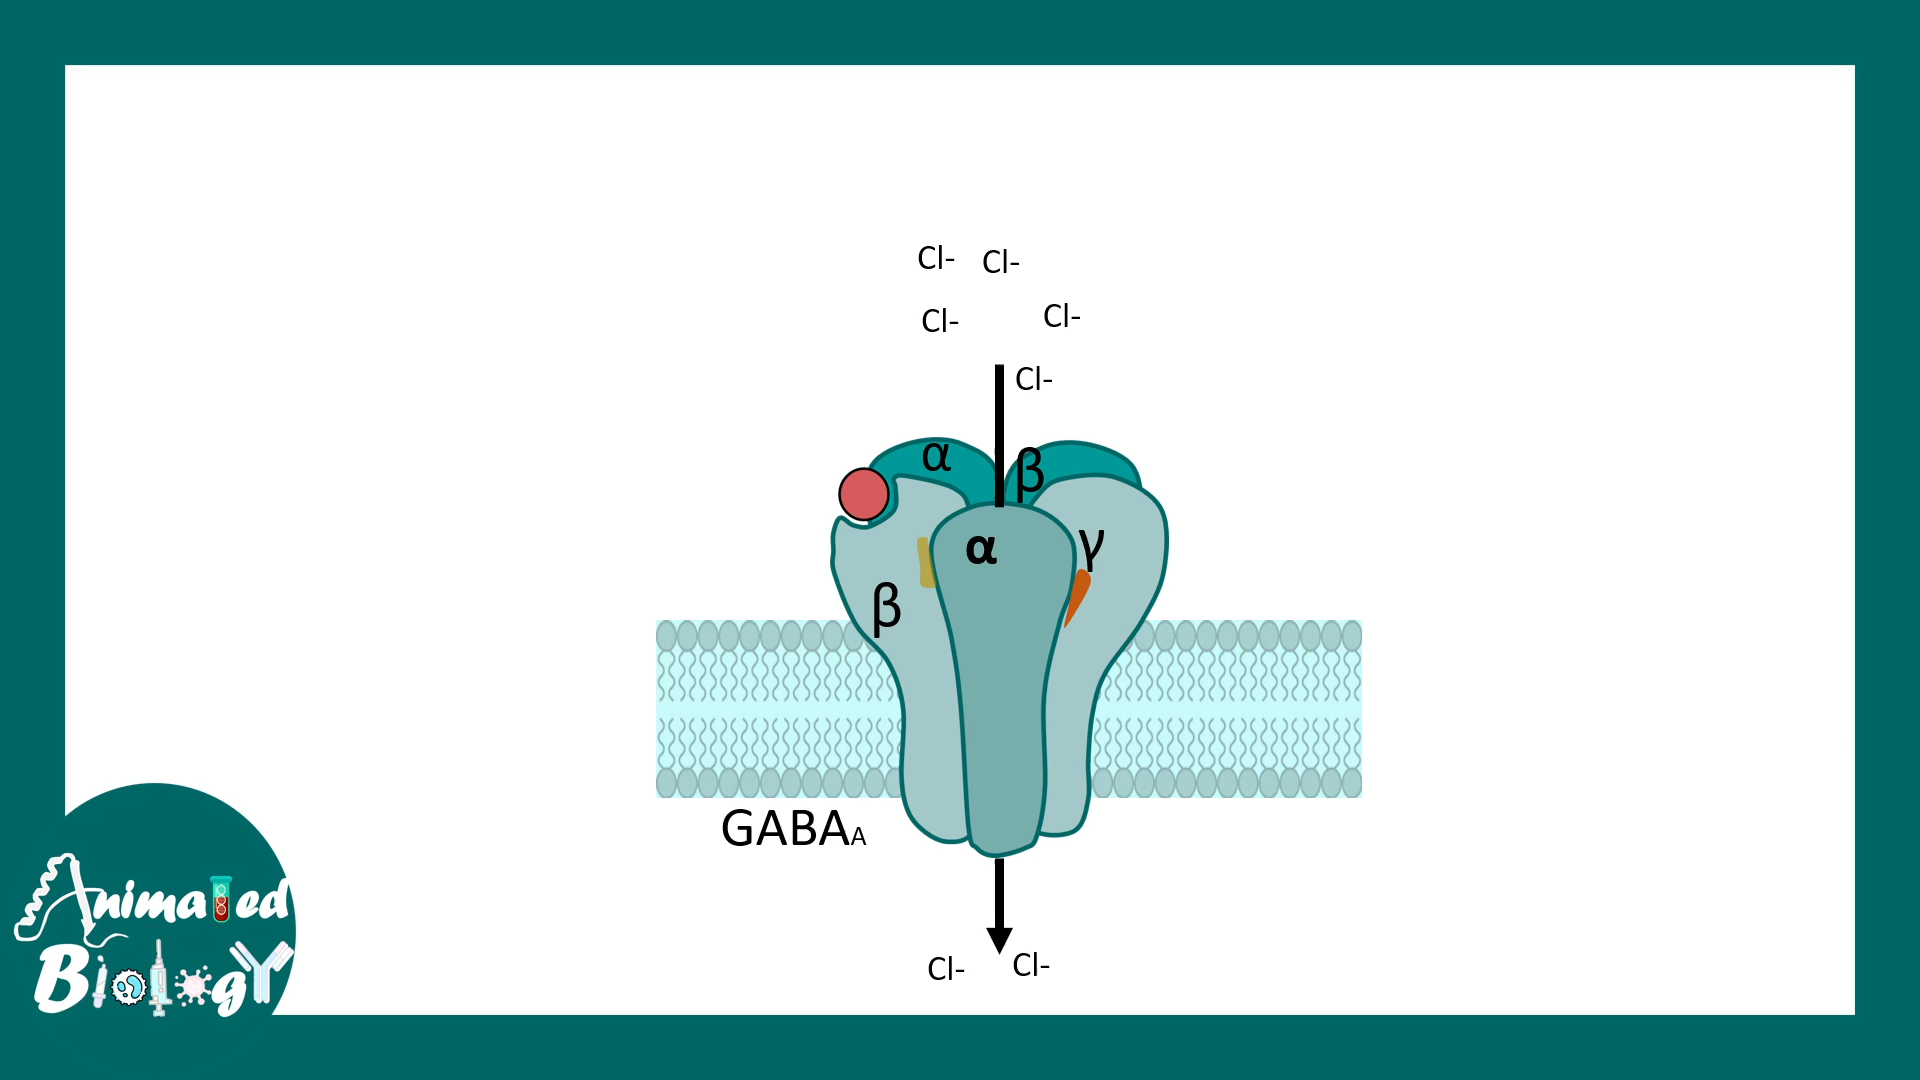 Cl- Cl-
Cl- Cl-
Cl-
α β
α γ
β
GABAA
Cl- Cl-
Animated
Biology